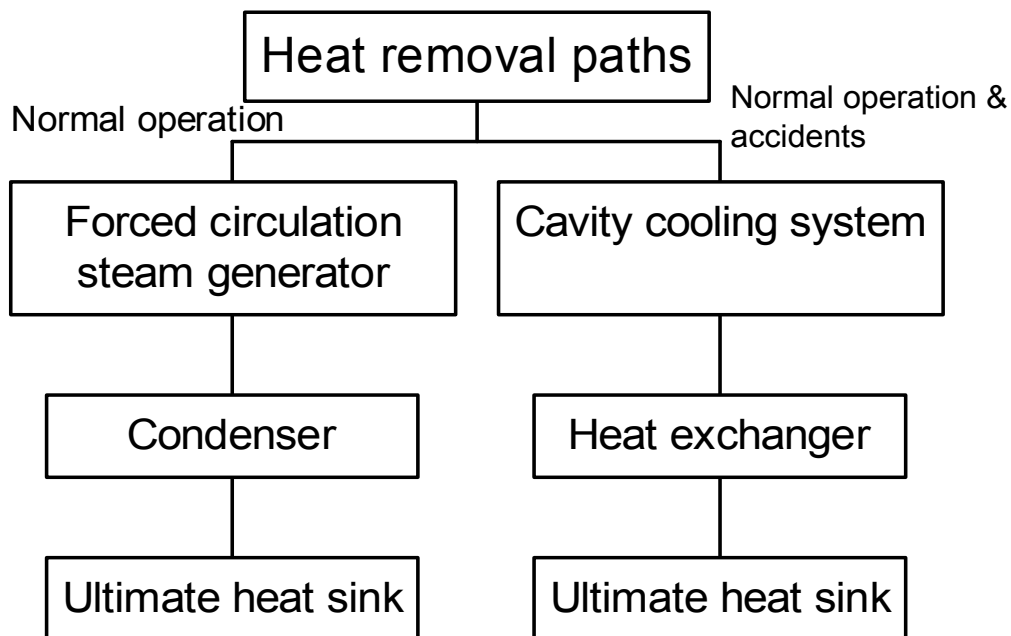 Heat removal paths
Normal operation
Normal operation &
accidents
Forced circulation
steam generator
Cavity cooling system
Condenser
Heat exchanger
Ultimate heat sink
Ultimate heat sink